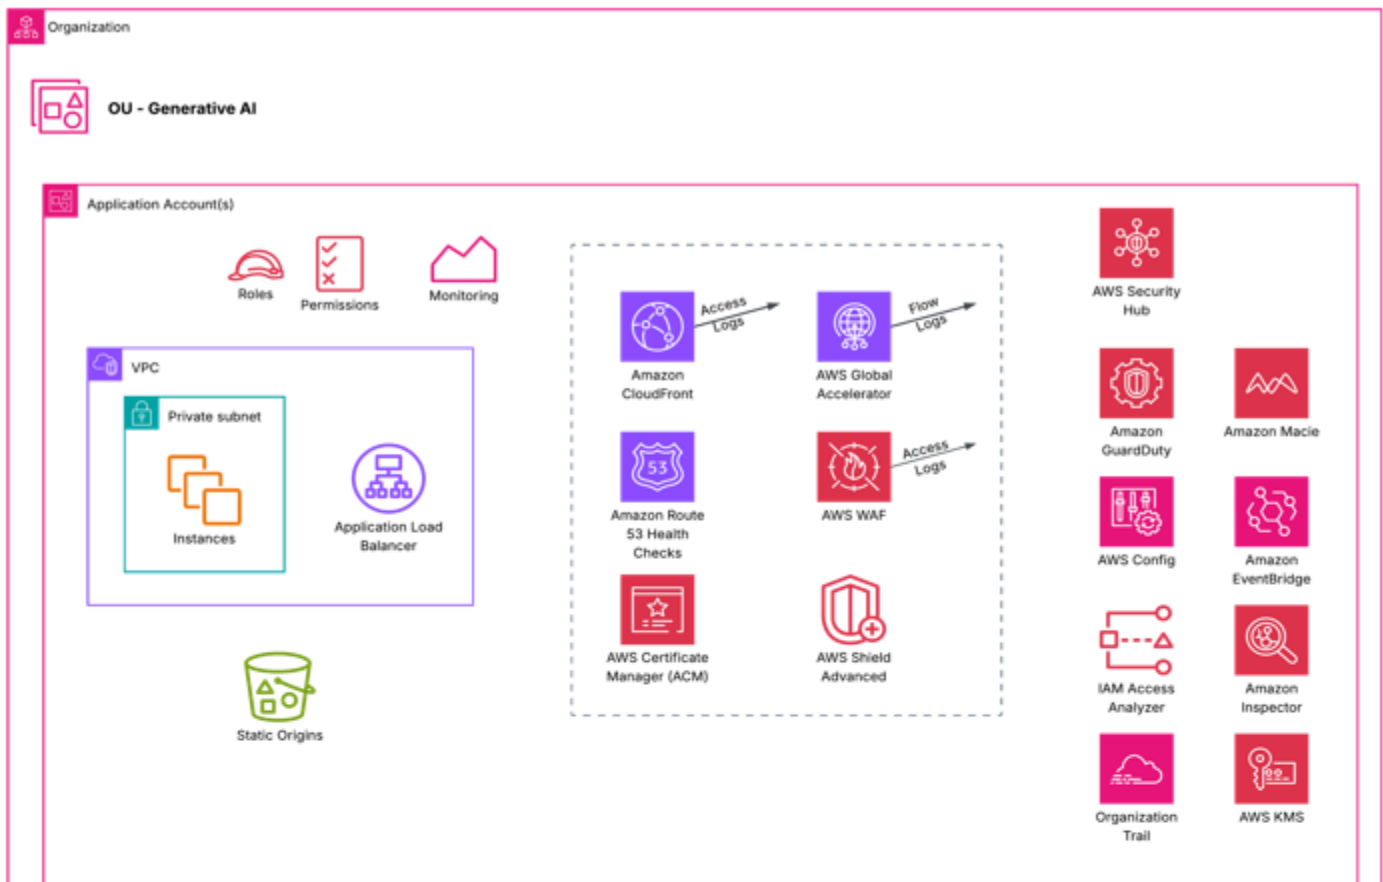 Organization
OU - Generative AI
Application Account(s)
Roles
Permissions
Monitoring
VPC
Private subnet
Instances
Application Load
Balancer
Static Origins
Access
Logs
Amazon
CloudFront
Flow
Logs
AWS Global
Accelerator
53
Amazon Route
53 Health
Checks
Access
Logs
AWS WAF
AWS Certificate
Manager (ACM)
AWS Shield
Advanced
AWS Security
Hub
Amazon
GuardDuty
Amazon Macie
AWS Config
Amazon
EventBridge
IAM Access
Analyzer
Amazon
Inspector
Organization
Trail
AWS KMS